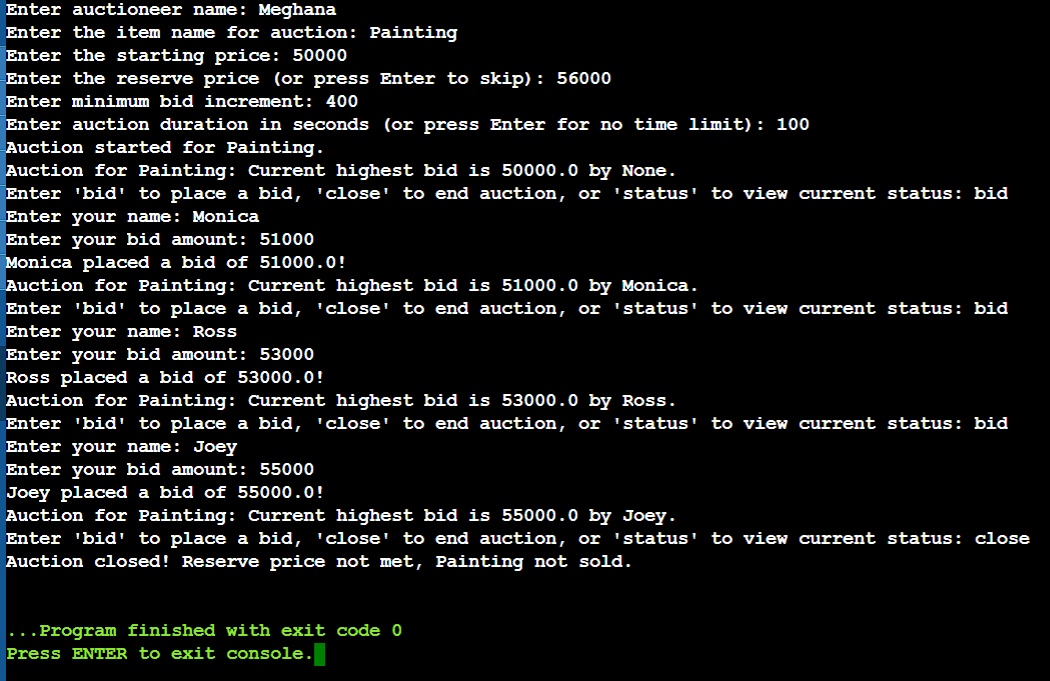 Enter auctioneer name: Meghana
Enter the item name for auction: Painting
Enter the starting price: 50000
Enter the reserve price (or press Enter to skip): 56000
Enter minimum bid increment: 400
Enter auction duration in seconds (or press Enter for no time limit): 100
Auction started for Painting.
Auction for Painting: Current highest bid is 50000.0 by None.
Enter 'bid' to place a bid, 'close' to end auction, or 'status' to view current status: bid
Enter your name: Monica
Enter your bid amount: 51000
Monica placed a bid of 51000.0!
Auction for Painting: Current highest bid is 51000.0 by Monica.
Enter 'bid' to place a bid, 'close' to end auction, or 'status' to view current status: bid
Enter your name: Ross
Enter your bid amount: 53000
Ross placed a bid of 53000.0!
Auction for Painting: Current highest bid is 53000.0 by Ross.
Enter 'bid' to place a bid, 'close' to end auction, or 'status' to view current status: bid
Enter your name: Joey
Enter your bid amount: 55000
Joey placed a bid of 55000.0!
Auction for Painting: Current highest bid is 55000.0 by Joey.
Enter 'bid' to place a bid, 'close' to end auction, or 'status' to view current status: close
Auction closed! Reserve price not met, Painting not sold.
...Program finished with exit code 0
Press ENTER to exit console.